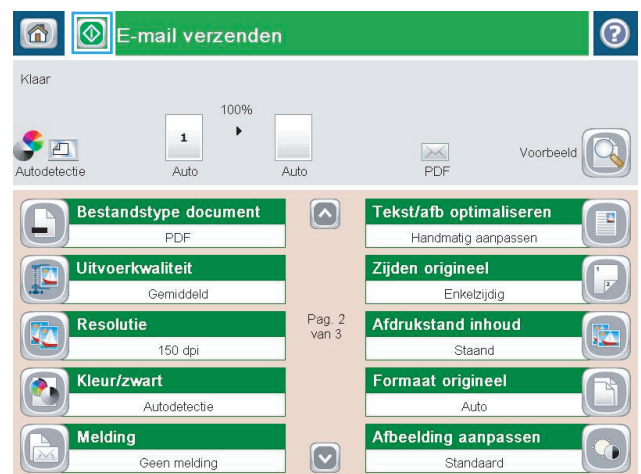 E-mail verzenden
?
Klaar
100%
1
Autodetectie
Auto
Auto
PDF
Voorbeeld
Bestandstype document
PDF
Uitvoerkwaliteit
Gemiddeld
Resolutie
150 dpi
Kleur/zwart
Autodetectie
Melding
Geen melding
Pag. 2
van 3
Tekst/afb optimaliseren
Handmatig aanpassen
Zijden origineel
Enkelzijdig
1
2
Afdrukstand inhoud
Staand
Formaat origineel
Auto
Afbeelding aanpassen
Standaard